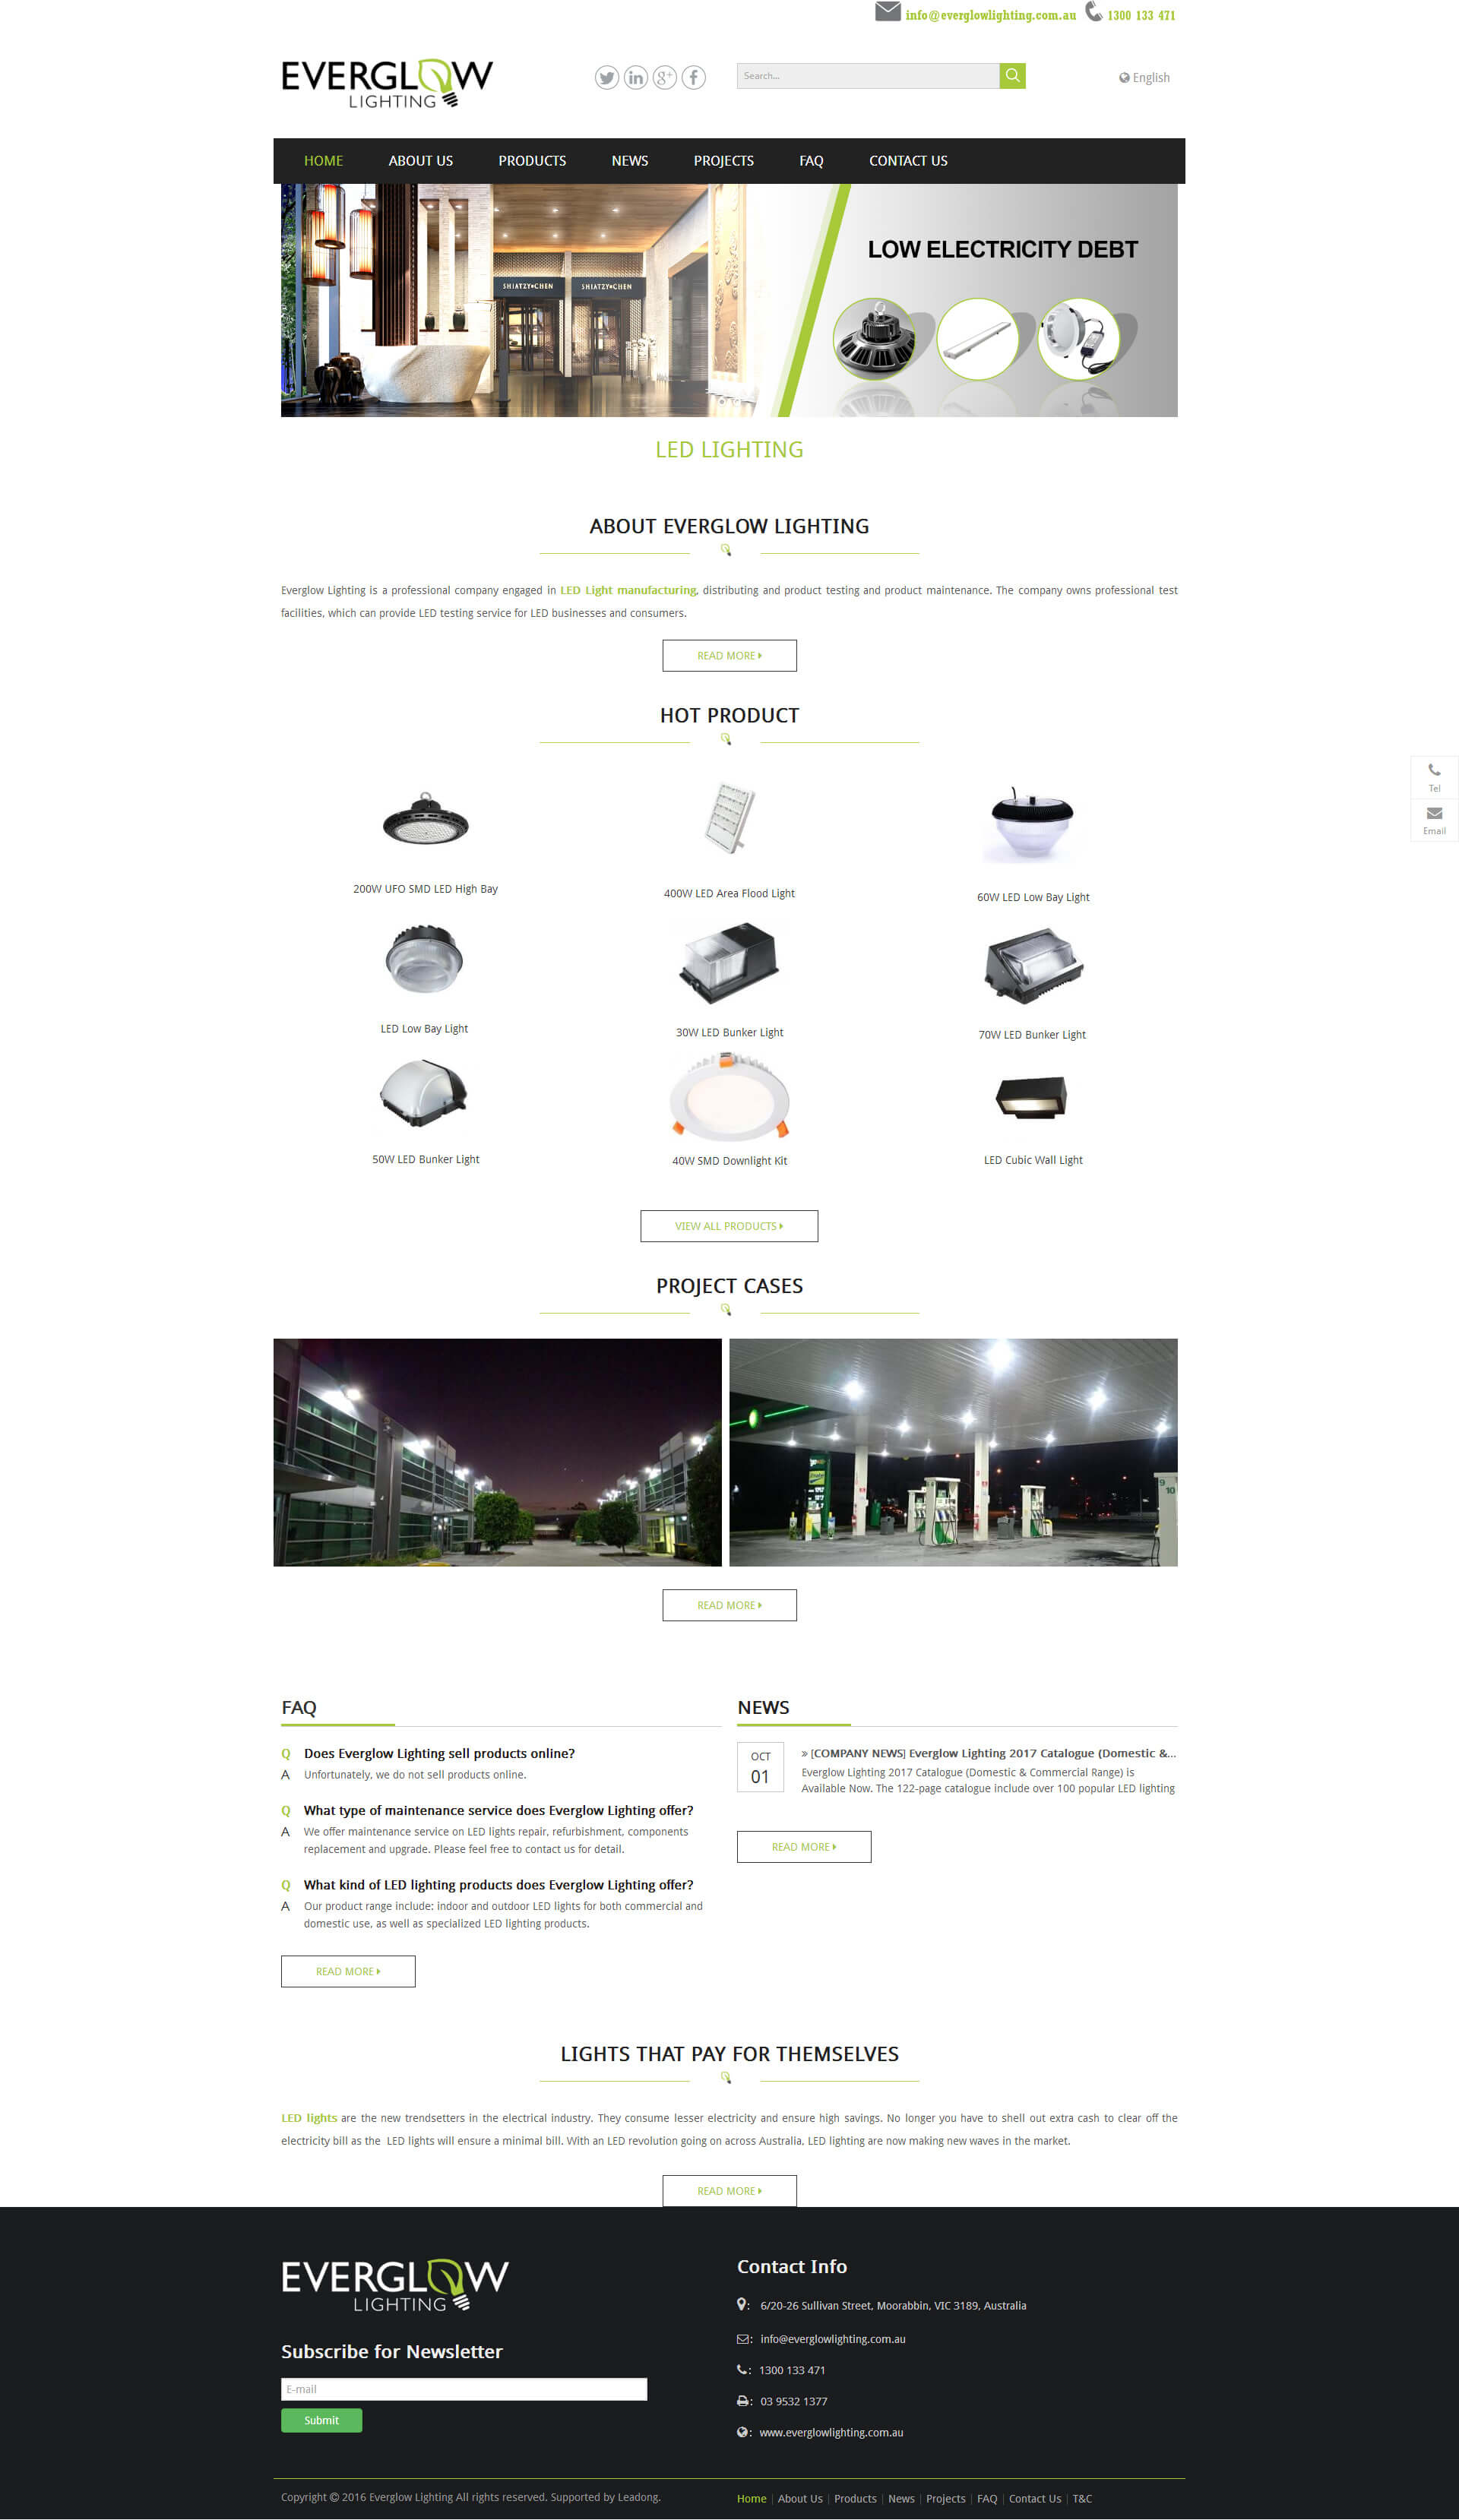 info@everglowlighting.com.au 1300 133 471
EVERGLOW
LIGHTING
Search...
English
HOME ABOUT US PRODUCTS NEWS PROJECTS FAQ CONTACT US
LOW ELECTRICITY DEBT
SHIATZY CHEN SHIATZY CHEN
LED LIGHTING
ABOUT EVERGLOW LIGHTING
Everglow Lighting is a professional company engaged in LED Light manufacturing, distributing and product testing and product maintenance. The company owns professional test
facilities, which can provide LED testing service for LED businesses and consumers.
READ MORE
HOT PRODUCT
Tel
Email
200W UFO SMD LED High Bay
400W LED Area Flood Light
60W LED Low Bay Light
LED Low Bay Light
30W LED Bunker Light
70W LED Bunker Light
50W LED Bunker Light
40W SMD Downlight Kit
LED Cubic Wall Light
VIEW ALL PRODUCTS
PROJECT CASES
9
10
READ MORE
FAQ
Q Does Everglow Lighting sell products online?
A Unfortunately, we do not sell products online.
Q What type of maintenance service does Everglow Lighting offer?
A We offer maintenance service on LED lights repair, refurbishment, components
replacement and upgrade. Please feel free to contact us for detail.
Q What kind of LED lighting products does Everglow Lighting offer?
A Our product range include: indoor and outdoor LED lights for both commercial and
domestic use, as well as specialized LED lighting products.
READ MORE
NEWS
OCT
01
» [COMPANY NEWS] Everglow Lighting 2017 Catalogue (Domestic &...
Everglow Lighting 2017 Catalogue (Domestic & Commercial Range) is
Available Now. The 122-page catalogue include over 100 popular LED lighting
READ MORE
LIGHTS THAT PAY FOR THEMSELVES
LED lights are the new trendsetters in the electrical industry. They consume lesser electricity and ensure high savings. No longer you have to shell out extra cash to clear off the
electricity bill as the LED lights will ensure a minimal bill. With an LED revolution going on across Australia, LED lighting are now making new waves in the market.
READ MORE
EVERGLOW
LIGHTING
Subscribe for Newsletter
E-mail
Submit
Contact Info
: 6/20-26 Sullivan Street, Moorabbin, VIC 3189, Australia
: info@everglowlighting.com.au
: 1300 133 471
: 03 9532 1377
: www.everglowlighting.com.au
Copyright © 2016 Everglow Lighting All rights reserved. Supported by Leadong.
Home | About Us | Products | News | Projects | FAQ | Contact Us | T&C